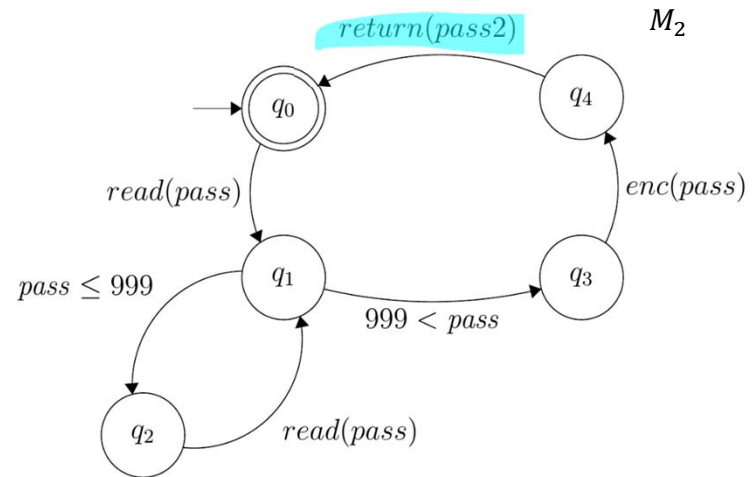 return(pass2)
M₂
q₀
q₄
read(pass)
enc(pass)
q₁
q₃
pass ≤ 999
999 < pass
q₂
read(pass)